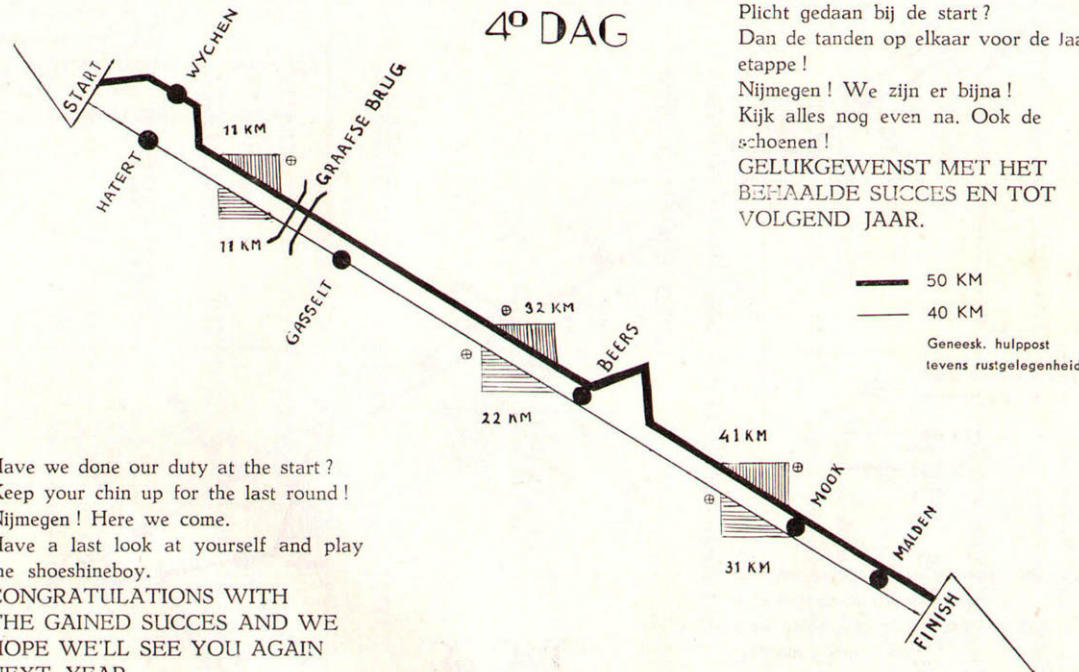 4º DAG
Plicht gedaan bij de start ?
Dan de tanden op elkaar voor de
etappe !
Nijmegen ! We zijn er bijna !
Kijk alles nog even na. Ook de
schoenen !
GELUKGEWENST MET HET
BEHAALDE SUCCES EN TOT
VOLGEND JAAR.
50 KM
40 KM
Geneesk. hulppost
tevens rustgelegenheid
START
WYCHEN
HATERT
11 KM
GRAAFSE BRUG
11 KM
GASSELT
32 KM
BEERS
22 KM
41 KM
MOOK
31 KM
MALDEN
FINISH
Have we done our duty at the start ?
Keep your chin up for the last round !
Nijmegen ! Here we come.
Have a last look at yourself and play
he shoeshineboy.
CONGRATULATIONS WITH
THE GAINED SUCCES AND WE
HOPE WE'LL SEE YOU AGAIN
NEXT YEAR